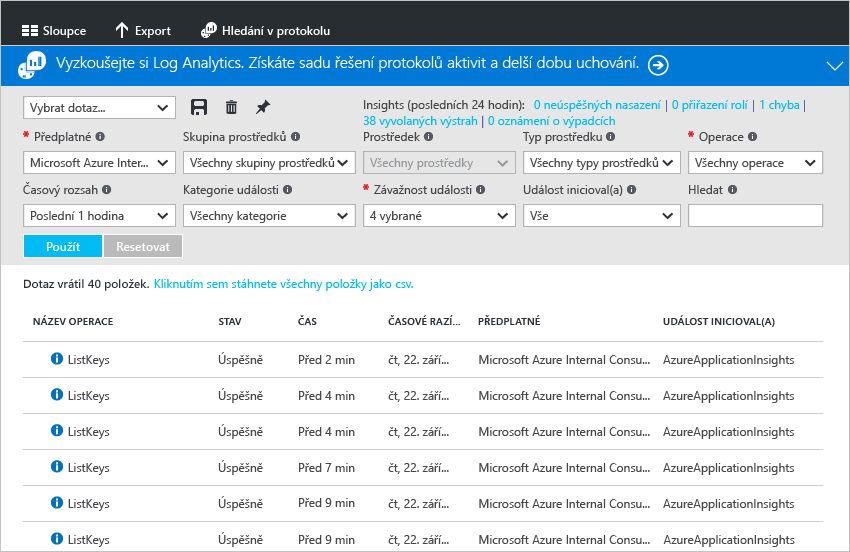 Sloupce Export Hledání v protokolu
Vyzkoušejte si Log Analytics. Získáte sadu řešení protokolů aktivit a delší dobu uchování.
Vybrat dotaz... Insights (posledních 24 hodin): 0 neúspěšných nasazení | 0 přiřazení rolí | 1 chyba |
38 vyvolaných výstrah | 0 oznámení o výpadcích
* Předplatné Skupina prostředků Prostředek Typ prostředku * Operace
Microsoft Azure Inter... Všechny skupiny prostředků Všechny prostředky Všechny typy prostředků Všechny operace
Časový rozsah Kategorie události * Závažnost události Událost inicioval(a) Hledat
Poslední 1 hodina Všechny kategorie 4 vybrané Vše
Použít Resetovat
Dotaz vrátil 40 položek. Kliknutím sem stáhnete všechny položky jako csv.
NÁZEV OPERACE STAV ČAS ČASOVÉ RAZÍ... PŘEDPLATNÉ UDÁLOST INICIOVAL(A)
ListKeys Úspěšně Před 2 min čt, 22. září... Microsoft Azure Internal Consu... AzureApplicationInsights
ListKeys Úspěšně Před 4 min čt, 22. září... Microsoft Azure Internal Consu... AzureApplicationInsights
ListKeys Úspěšně Před 4 min čt, 22. září... Microsoft Azure Internal Consu... AzureApplicationInsights
ListKeys Úspěšně Před 7 min čt, 22. září... Microsoft Azure Internal Consu... AzureApplicationInsights
ListKeys Úspěšně Před 9 min čt, 22. září... Microsoft Azure Internal Consu... AzureApplicationInsights
ListKeys Úspěšně Před 9 min čt, 22. září... Microsoft Azure Internal Consu... AzureApplicationInsights